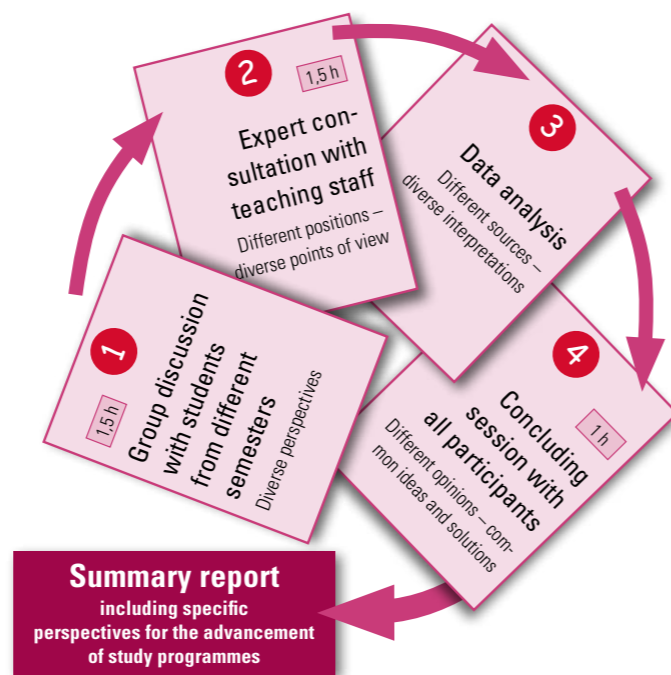 1
1,5 h
Group discussion
with students
from different
semesters
Diverse perspectives
2
1,5 h
Expert con-
sultation with
teaching staff
Different positions –
diverse points of view
3
Data analysis
Different sources –
diverse interpretations
4
1 h
Concluding
session with
all participants
Different opinions – com-
mon ideas and solutions
Summary report
including specific
perspectives for the advancement
of study programmes